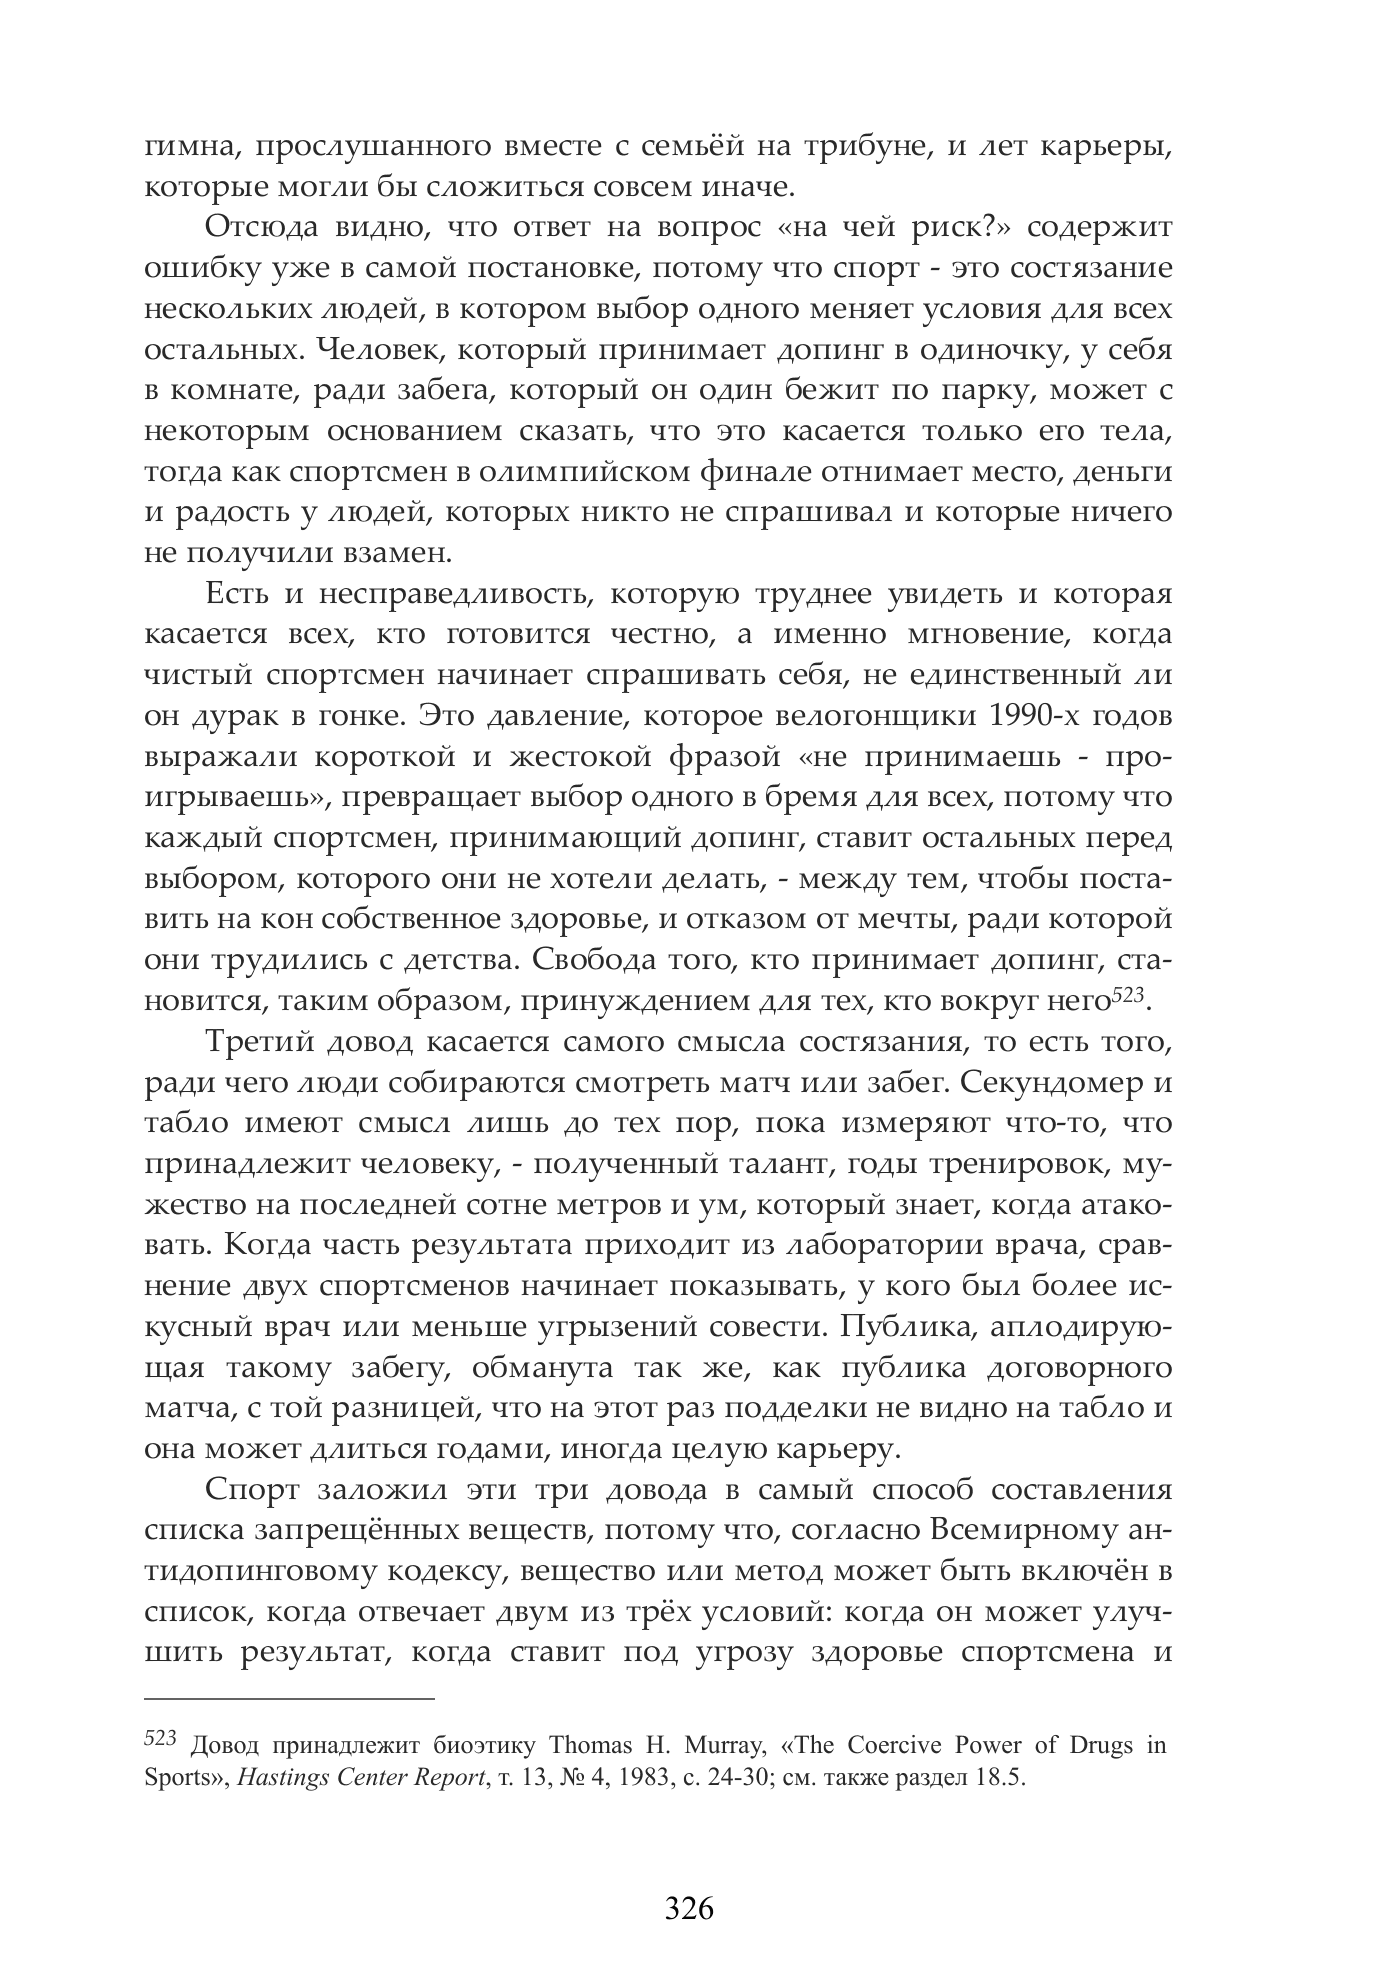 гимна, прослушанного вместе с семьёй на трибуне, и лет карьеры,
которые могли бы сложиться совсем иначе.
Отсюда видно, что ответ на вопрос «на чей риск?» содержит
ошибку уже в самой постановке, потому что спорт - это состязание
нескольких людей, в котором выбор одного меняет условия для всех
остальных. Человек, который принимает допинг в одиночку, у себя
в комнате, ради забега, который он один бежит по парку, может с
некоторым основанием сказать, что это касается только его тела,
тогда как спортсмен в олимпийском финале отнимает место, деньги
и радость у людей, которых никто не спрашивал и которые ничего
не получили взамен.
Есть и несправедливость, которую труднее увидеть и которая
касается всех, кто готовится честно, а именно мгновение, когда
чистый спортсмен начинает спрашивать себя, не единственный ли
он дурак в гонке. Это давление, которое велогонщики 1990-х годов
выражали короткой и жестокой фразой «не принимаешь - про-
игрываешь», превращает выбор одного в бремя для всех, потому что
каждый спортсмен, принимающий допинг, ставит остальных перед
выбором, которого они не хотели делать, - между тем, чтобы поста-
вить на кон собственное здоровье, и отказом от мечты, ради которой
они трудились с детства. Свобода того, кто принимает допинг, ста-
новится, таким образом, принуждением для тех, кто вокруг него523.
Третий довод касается самого смысла состязания, то есть того,
ради чего люди собираются смотреть матч или забег. Секундомер и
табло имеют смысл лишь до тех пор, пока измеряют что-то, что
принадлежит человеку, - полученный талант, годы тренировок, му-
жество на последней сотне метров и ум, который знает, когда атако-
вать. Когда часть результата приходит из лаборатории врача, срав-
нение двух спортсменов начинает показывать, у кого был более ис-
кусный врач или меньше угрызений совести. Публика, аплодирую-
щая такому забегу, обманута так же, как публика договорного
матча, с той разницей, что на этот раз подделки не видно на табло и
она может длиться годами, иногда целую карьеру.
Спорт заложил эти три довода в самый способ составления
списка запрещённых веществ, потому что, согласно Всемирному ан-
тидопинговому кодексу, вещество или метод может быть включён в
список, когда отвечает двум из трёх условий: когда он может улуч-
шить результат, когда ставит под угрозу здоровье спортсмена и
523 Довод принадлежит биоэтику Thomas H. Murray, «The Coercive Power of Drugs in
Sports», Hastings Center Report, т. 13, № 4, 1983, с. 24-30; см. также раздел 18.5.
326